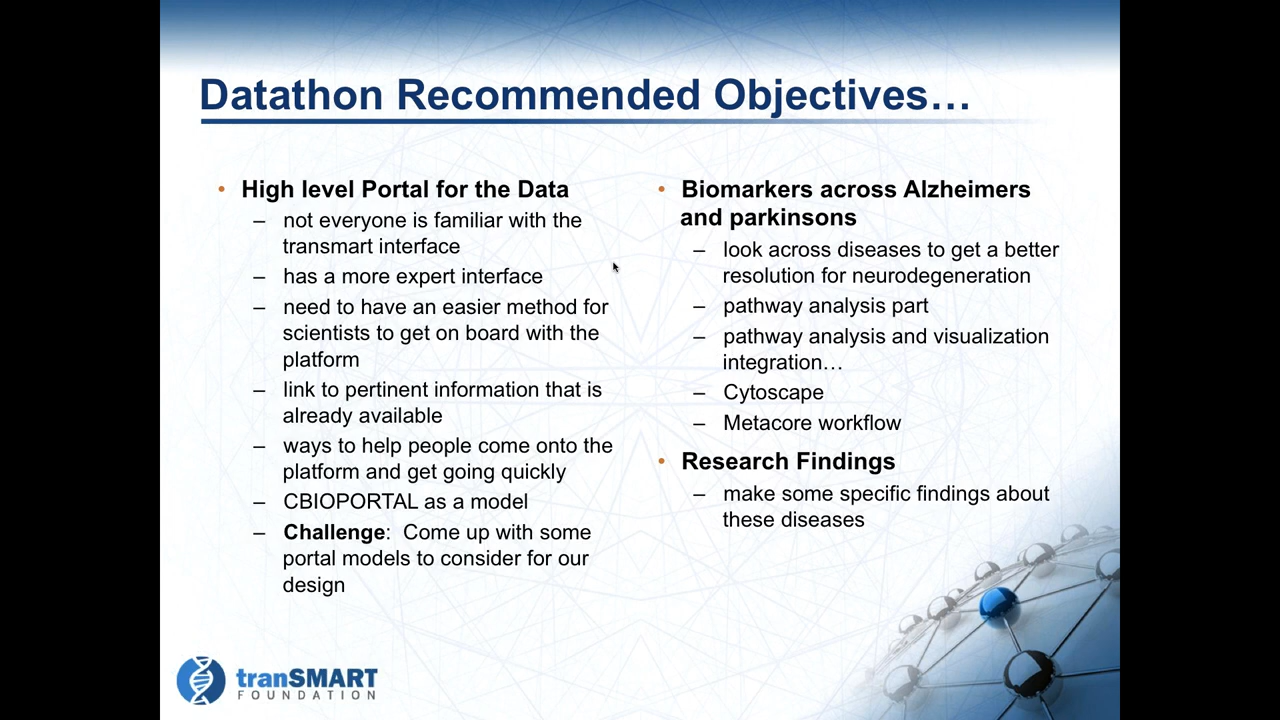 Datathon Recommended Objectives…
• High level Portal for the Data
– not everyone is familiar with the
transmart interface
– has a more expert interface
– need to have an easier method for
scientists to get on board with the
platform
– link to pertinent information that is
already available
– ways to help people come onto the
platform and get going quickly
– CBIOPORTAL as a model
– Challenge: Come up with some
portal models to consider for our
design
• Biomarkers across Alzheimers
and parkinsons
– look across diseases to get a better
resolution for neurodegeneration
– pathway analysis part
– pathway analysis and visualization
integration…
– Cytoscape
– Metacore workflow
• Research Findings
– make some specific findings about
these diseases
tranSMART
FOUNDATION